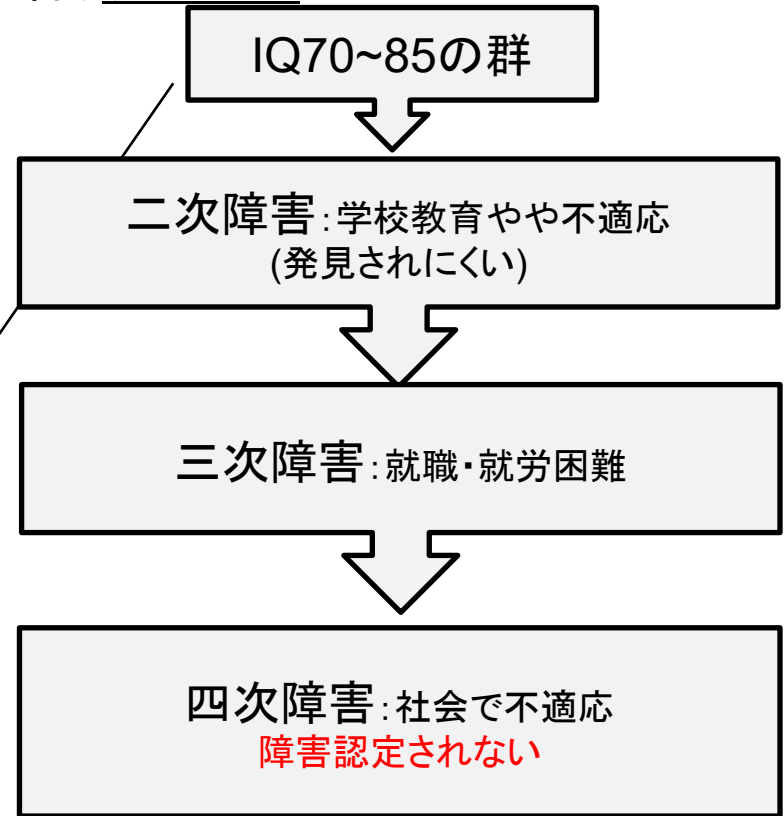 IQ70~85の群
二次障害:学校教育やや不適応
(発見されにくい)
三次障害:就職・就労困難
四次障害:社会で不適応
障害認定されない